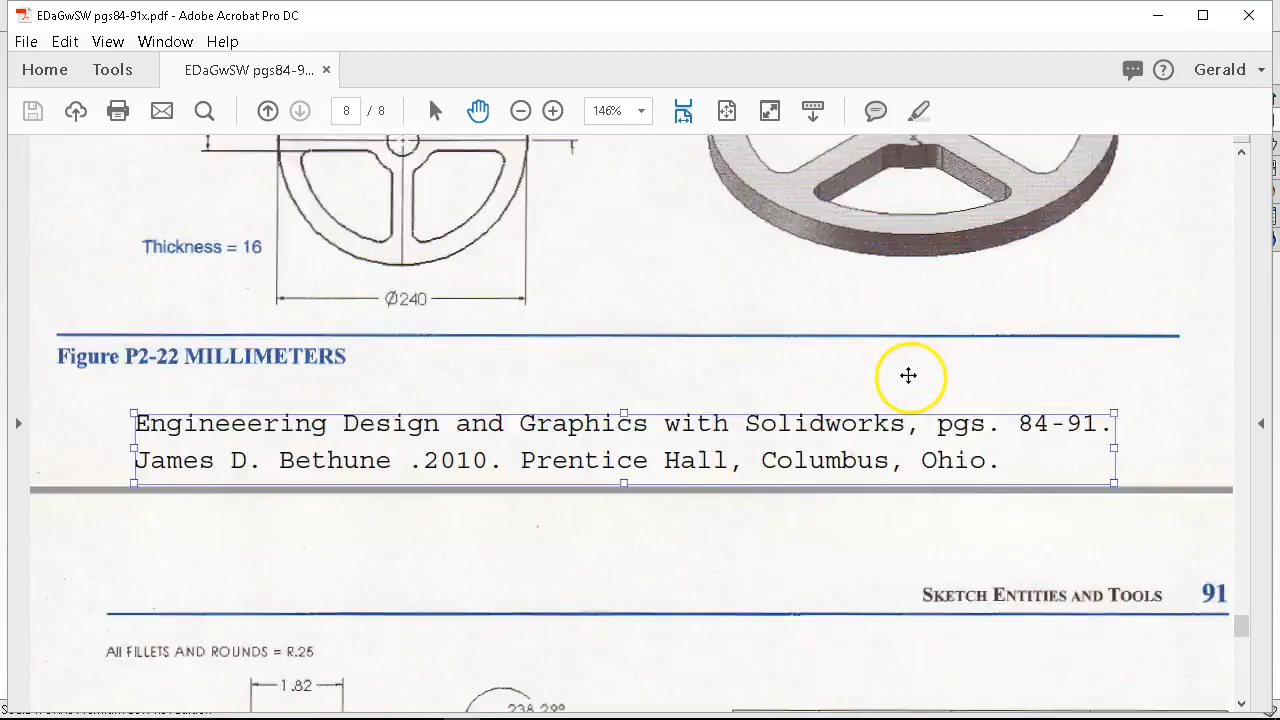 EDaGwSW pgs84-91x.pdf - Adobe Acrobat Pro DC
File Edit View Window Help
Home Tools EDaGwSW pgs84-9... Gerald
8 / 8 146%
Thickness = 16
Ø240
Figure P2-22 MILLIMETERS
Engineeering Design and Graphics with Solidworks, pgs. 84-91.
James D. Bethune .2010. Prentice Hall, Columbus, Ohio.
SKETCH ENTITIES AND TOOLS 91
All FILLETS AND ROUNDS = R.25
1.82
238.29°